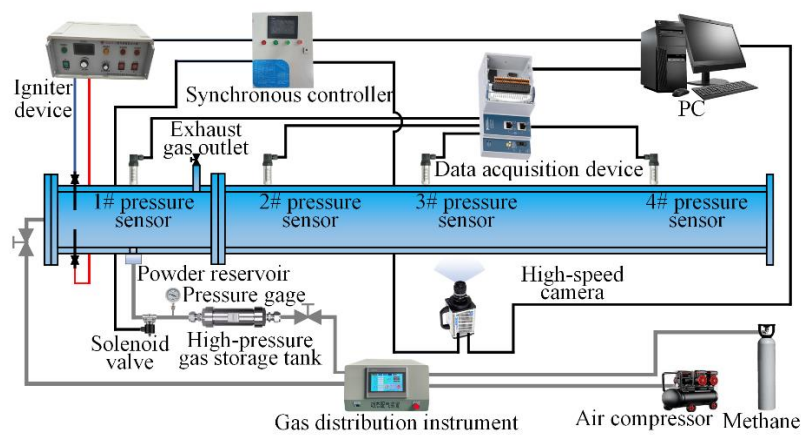 Igniter
device
Synchronous controller
PC
Exhaust
gas outlet
Data acquisition device
1# pressure
sensor
2# pressure
sensor
3# pressure
sensor
4# pressure
sensor
Powder reservoir
Pressure gage
High-speed
camera
Solenoid
valve
High-pressure
gas storage tank
Gas distribution instrument
Air compressor
Methane